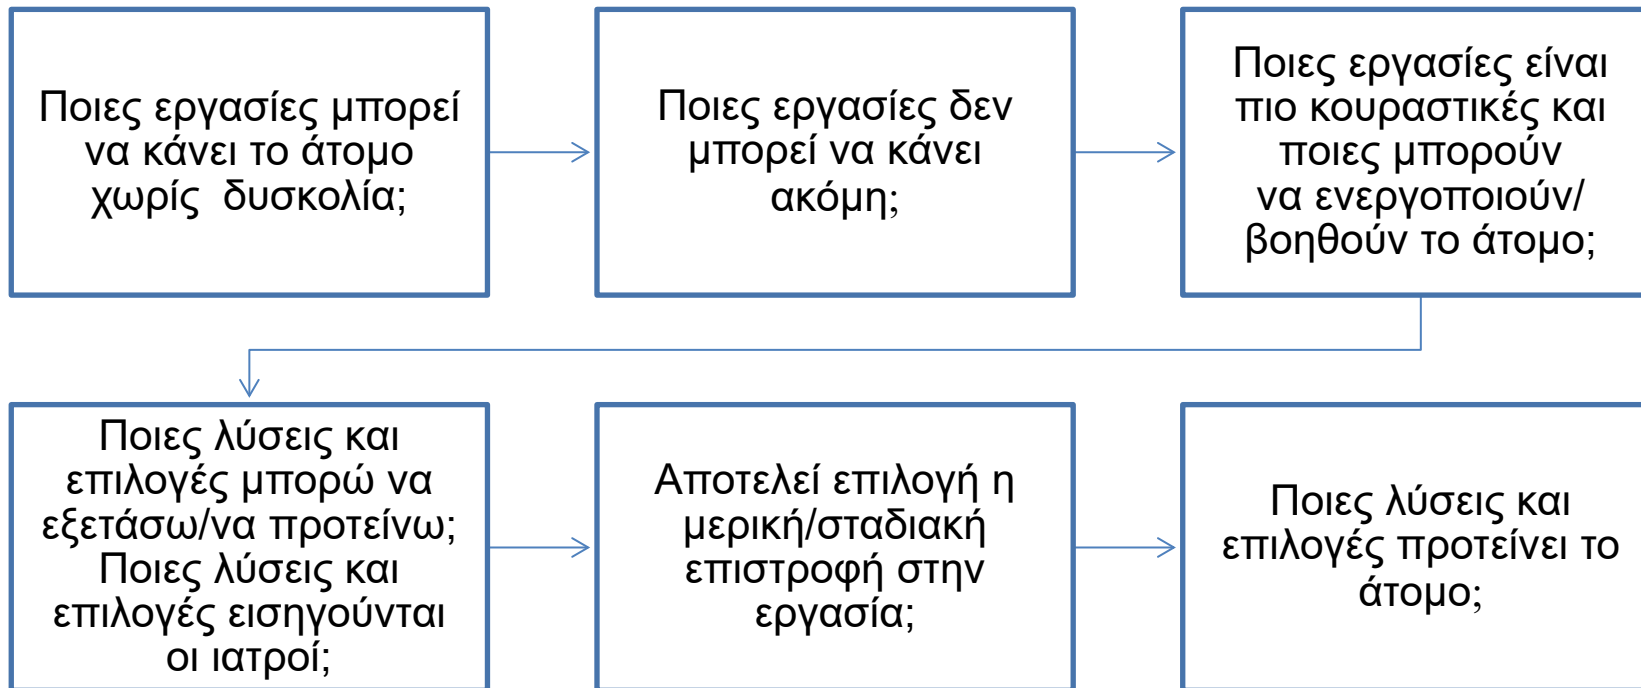 Ποιες εργασίες μπορεί
να κάνει το άτομο
χωρίς  δυσκολία;
Ποιες εργασίες δεν
μπορεί να κάνει
ακόμη;
Ποιες εργασίες είναι
πιο κουραστικές και
ποιες μπορούν
να ενεργοποιούν/
βοηθούν το άτομο;
Ποιες λύσεις και
επιλογές μπορώ να
εξετάσω/να προτείνω;
Ποιες λύσεις και
επιλογές εισηγούνται
οι ιατροί;
Αποτελεί επιλογή η
μερική/σταδιακή
επιστροφή στην
εργασία;
Ποιες λύσεις και
επιλογές προτείνει το
άτομο;